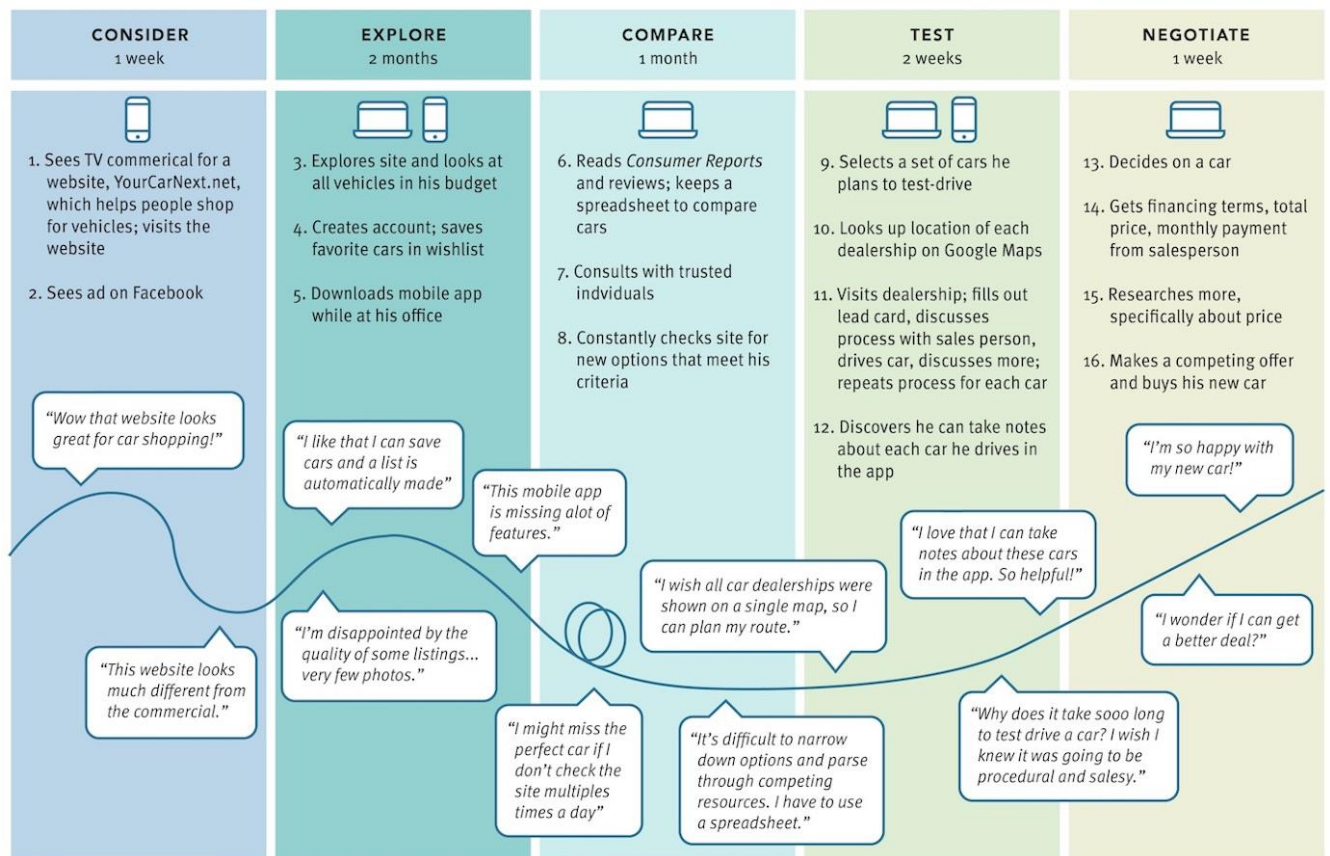 CONSIDER
1 week
EXPLORE
2 months
COMPARE
1 month
TEST
2 weeks
NEGOTIATE
1 week
1. Sees TV commerical for a
website, YourCarNext.net,
which helps people shop
for vehicles; visits the
website
2. Sees ad on Facebook
3. Explores site and looks at
all vehicles in his budget
4. Creates account; saves
favorite cars in wishlist
5. Downloads mobile app
while at his office
6. Reads Consumer Reports
and reviews; keeps a
spreadsheet to compare
cars
7. Consults with trusted
indviduals
8. Constantly checks site for
new options that meet his
criteria
9. Selects a set of cars he
plans to test-drive
10. Looks up location of each
dealership on Google Maps
11. Visits dealership; fills out
lead card, discusses
process with sales person,
drives car, discusses more;
repeats process for each car
12. Discovers he can take notes
about each car he drives in
the app
13. Decides on a car
14. Gets financing terms, total
price, monthly payment
from salesperson
15. Researches more,
specifically about price
16. Makes a competing offer
and buys his new car
“Wow that website looks
great for car shopping!”
“This website looks
much different from
the commercial.”
“I like that I can save
cars and a list is
automatically made”
“I’m disappointed by the
quality of some listings...
very few photos.”
“This mobile app
is missing alot of
features.”
“I might miss the
perfect car if I
don’t check the
site multiples
times a day”
“It’s difficult to narrow
down options and parse
through competing
resources. I have to use
a spreadsheet.”
“I wish all car dealerships were
shown on a single map, so I
can plan my route.”
“I love that I can take
notes about these cars
in the app. So helpful!”
“Why does it take sooo long
to test drive a car? I wish I
knew it was going to be
procedural and salesy.”
“I’m so happy with
my new car!”
“I wonder if I can get
a better deal?”